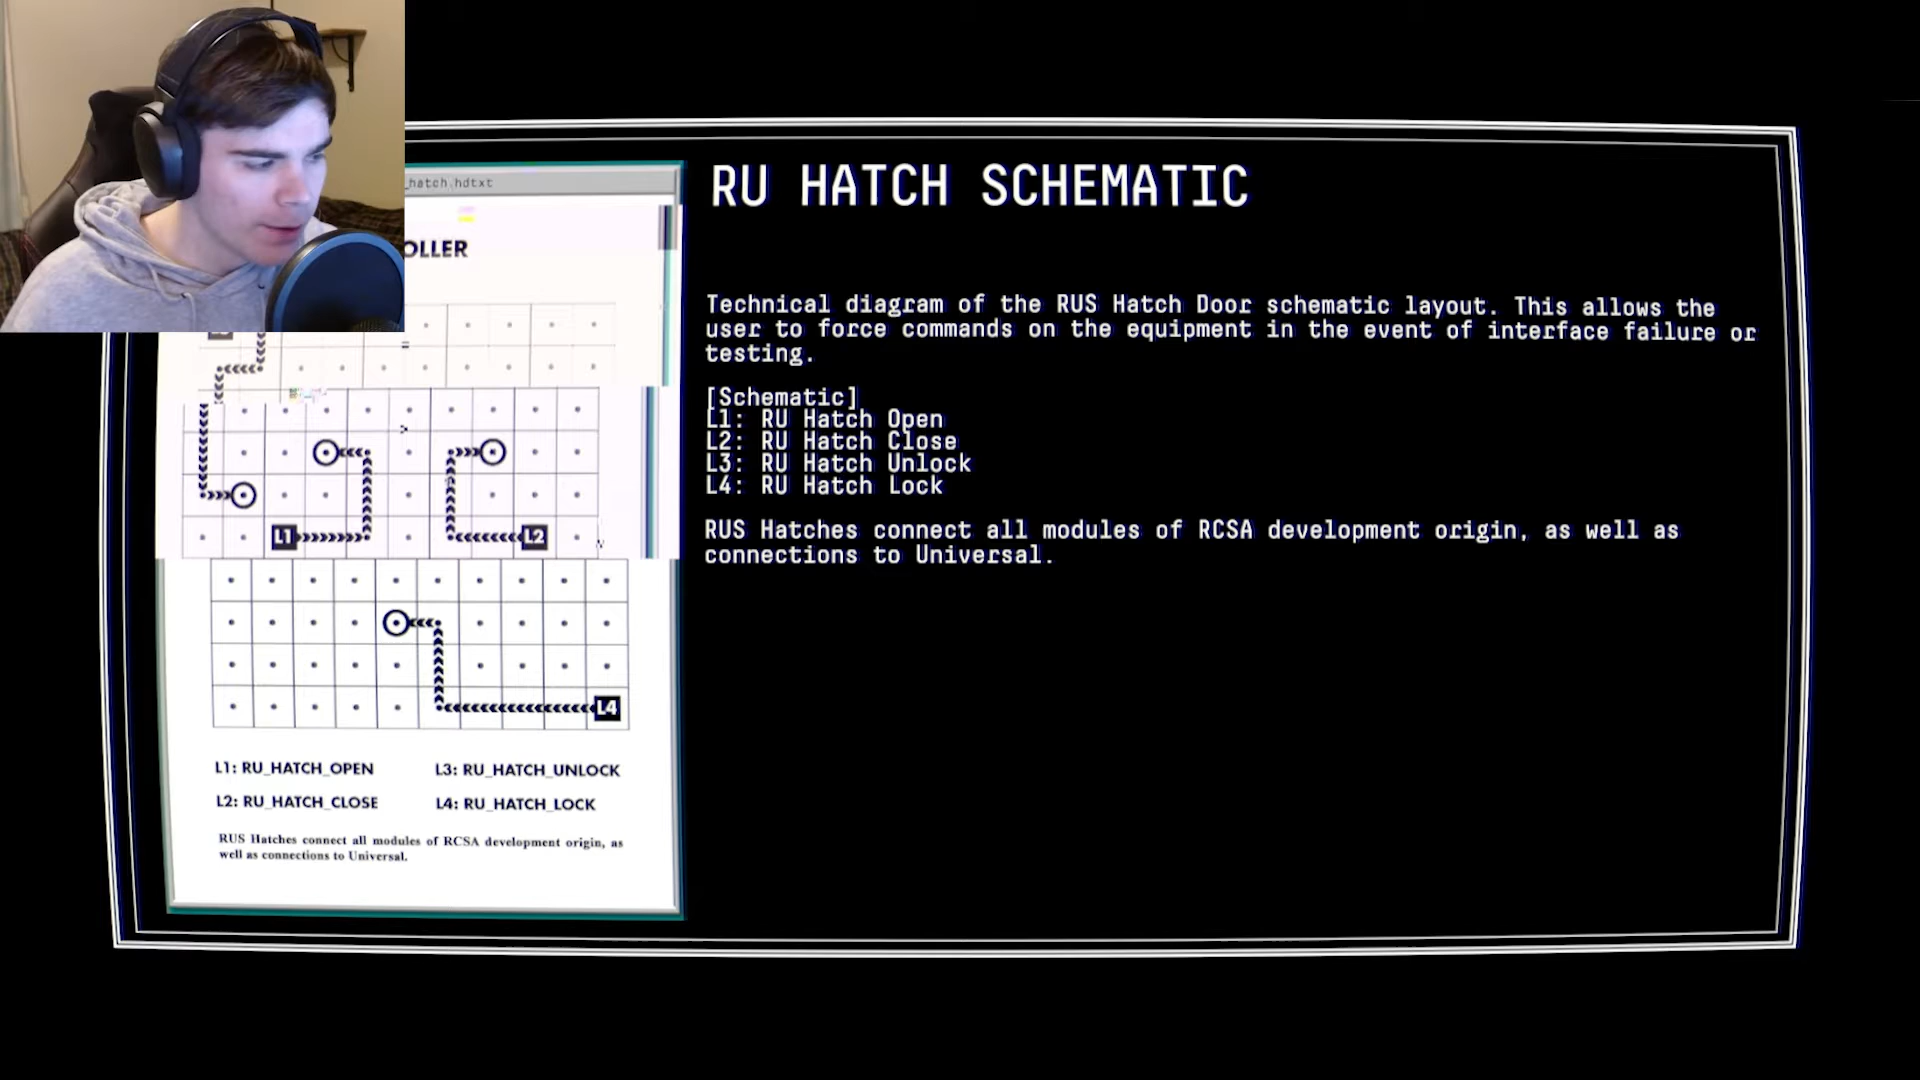 _hatch.hdtxt
RU HATCH SCHEMATIC
OLLER
Technical diagram of the RUS Hatch Door schematic layout. This allows the
user to force commands on the equipment in the event of interface failure or
testing.
[Schematic]
L1: RU Hatch Open
L2: RU Hatch Close
L3: RU Hatch Unlock
L4: RU Hatch Lock
RUS Hatches connect all modules of RCSA development origin, as well as
connections to Universal.
L1
L2
L4
L1: RU_HATCH_OPEN
L3: RU_HATCH_UNLOCK
L2: RU_HATCH_CLOSE
L4: RU_HATCH_LOCK
RUS Hatches connect all modules of RCSA development origin, as
well as connections to Universal.